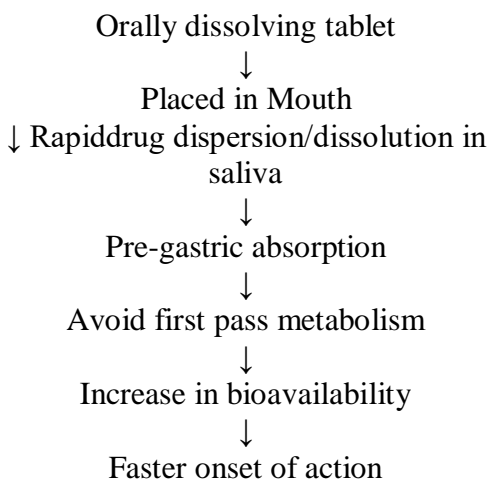 Orally dissolving tablet
↓
Placed in Mouth
↓ Rapiddrug dispersion/dissolution in
saliva
↓
Pre-gastric absorption
↓
Avoid first pass metabolism
↓
Increase in bioavailability
↓
Faster onset of action